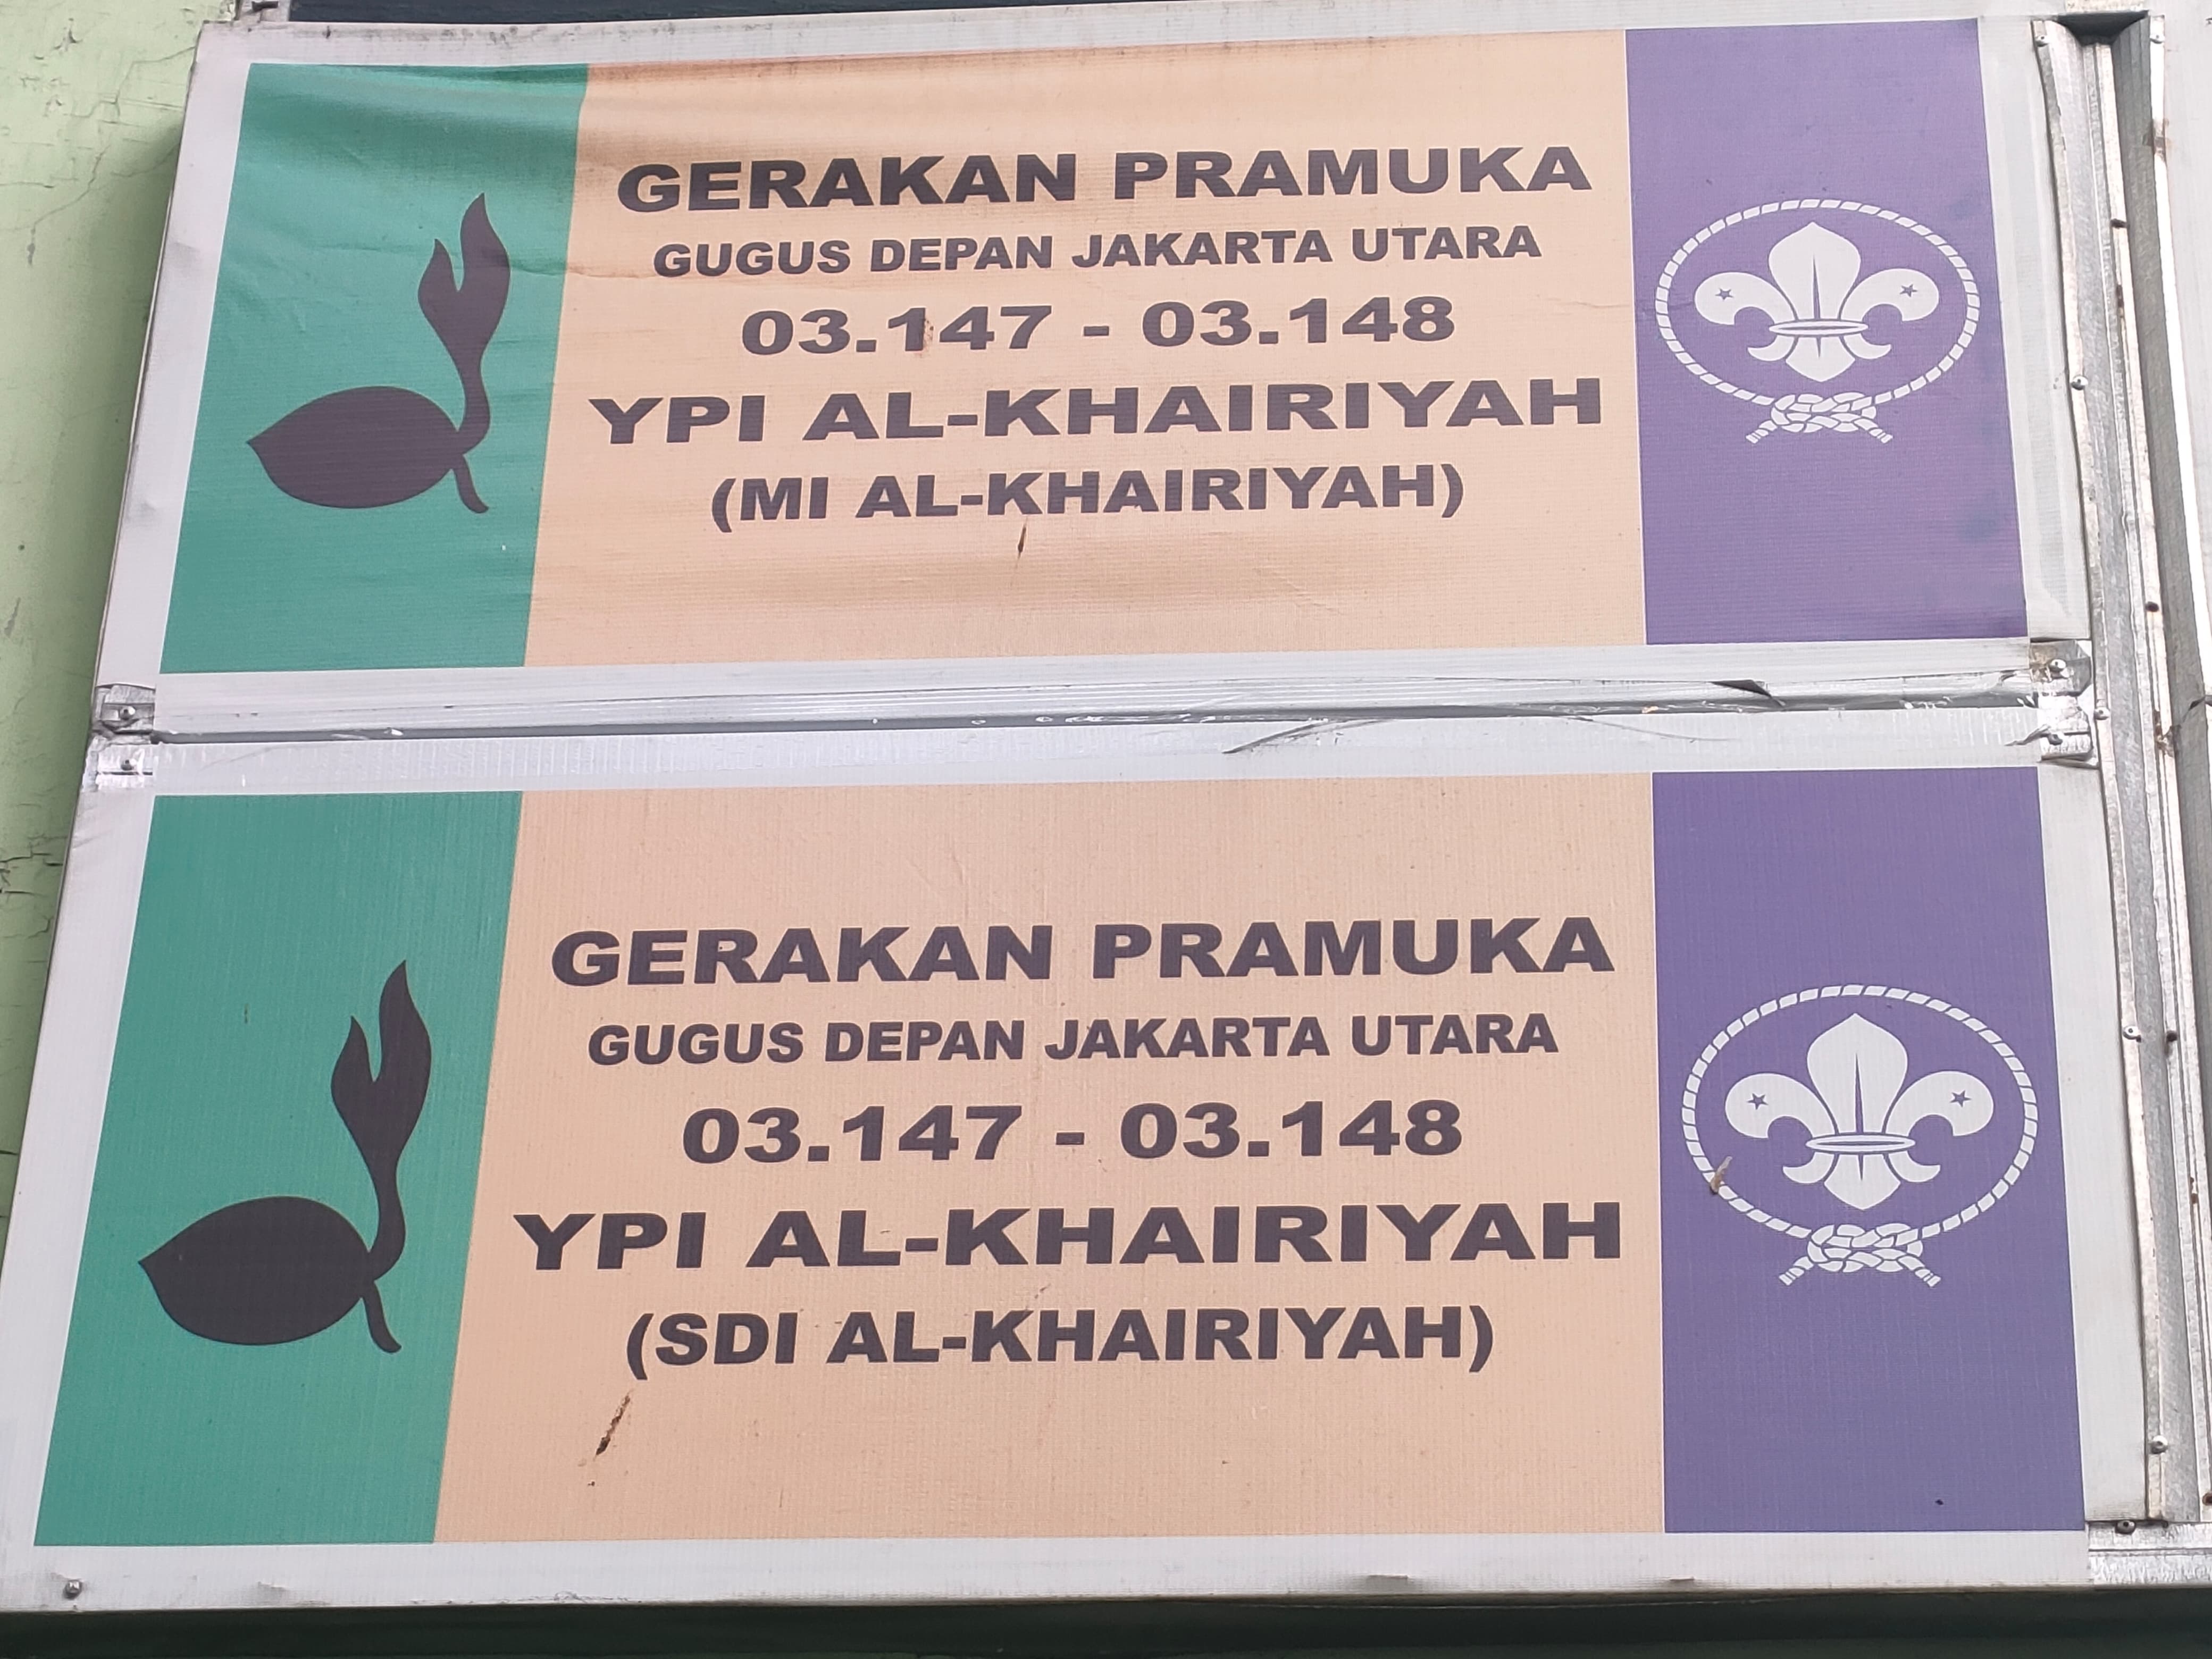 GERAKAN PRAMUKA
GUGUS DEPAN JAKARTA UTARA
03.147 - 03.148
YPI AL-KHAIRIYAH
(MI AL-KHAIRIYAH)
GERAKAN PRAMUKA
GUGUS DEPAN JAKARTA UTARA
03.147 - 03.148
YPI AL-KHAIRIYAH
(SDI AL-KHAIRIYAH)